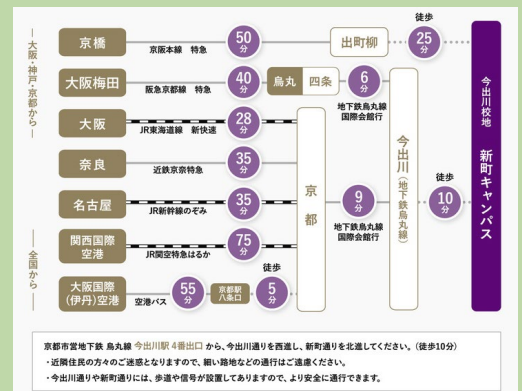 大阪・神戸・京都から
京橋
京阪本線 特急
50分
出町柳
徒歩
25分
大阪梅田
阪急京都線 特急
40分
烏丸 四条
6分
地下鉄烏丸線
国際会館行
大阪
JR東海道線 新快速
28分
奈良
近鉄京奈特急
35分
名古屋
JR新幹線のぞみ
35分
全国から
関西国際
空港
JR関空特急はるか
75分
大阪国際
(伊丹)空港
空港バス
55分
京都駅
八条口
徒歩
5分
京都
9分
地下鉄烏丸線
国際会館行
今出川(地下鉄烏丸線)
徒歩
10分
今出川校地 新町キャンパス
京都市営地下鉄 烏丸線 今出川駅 4番出口 から、今出川通りを西進し、新町通りを北進してください。(徒歩10分)
・近隣住民の方々のご迷惑となりますので、細い路地などの通行はご遠慮ください。
・今出川通りや新町通りには、歩道や信号が設置してありますので、より安全に通行できます。